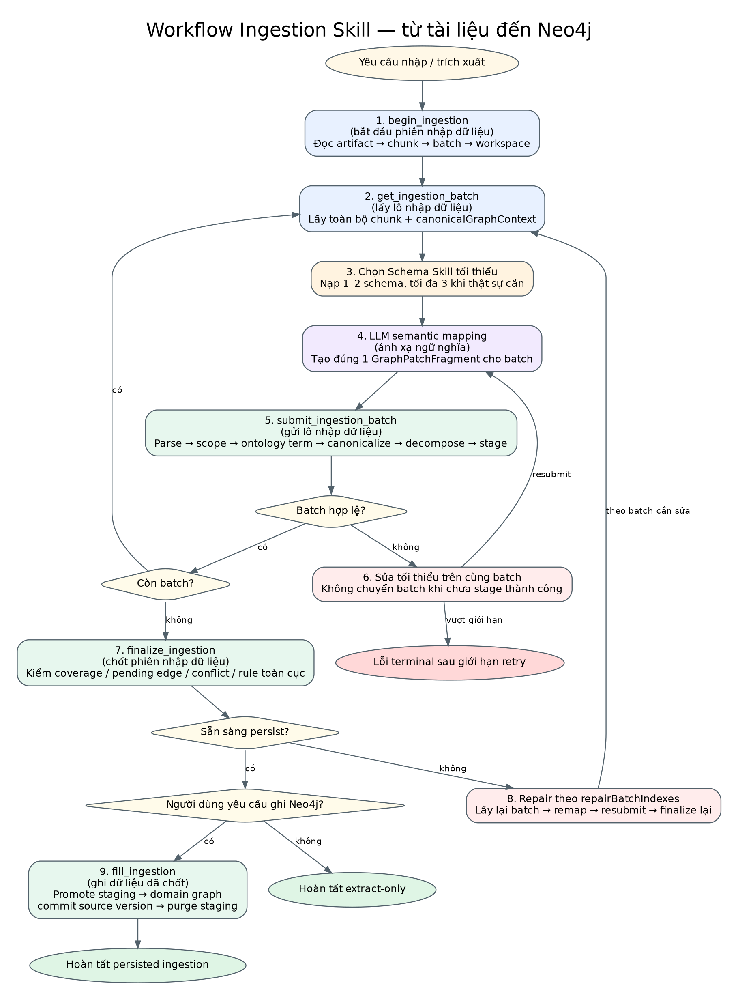 Workflow Ingestion Skill — từ tài liệu đến Neo4j
Yêu cầu nhập / trích xuất
1. begin_ingestion
(bắt đầu phiên nhập dữ liệu)
Đọc artifact → chunk → batch → workspace
2. get_ingestion_batch
(lấy lô nhập dữ liệu)
Lấy toàn bộ chunk + canonicalGraphContext
3. Chọn Schema Skill tối thiểu
Nạp 1–2 schema, tối đa 3 khi thật sự cần
4. LLM semantic mapping
(ánh xạ ngữ nghĩa)
Tạo đúng 1 GraphPatchFragment cho batch
có
5. submit_ingestion_batch
(gửi lô nhập dữ liệu)
Parse → scope → ontology term → canonicalize → decompose → stage
resubmit
Batch hợp lệ?
theo batch cần sửa
có
không
Còn batch?
6. Sửa tối thiểu trên cùng batch
Không chuyển batch khi chưa stage thành công
không
vượt giới hạn
7. finalize_ingestion
(chốt phiên nhập dữ liệu)
Kiểm coverage / pending edge / conflict / rule toàn cục
Lỗi terminal sau giới hạn retry
Sẵn sàng persist?
có
không
Người dùng yêu cầu ghi Neo4j?
8. Repair theo repairBatchIndexes
Lấy lại batch → remap → resubmit → finalize lại
có
không
9. fill_ingestion
(ghi dữ liệu đã chốt)
Promote staging → domain graph
commit source version → purge staging
Hoàn tất extract-only
Hoàn tất persisted ingestion